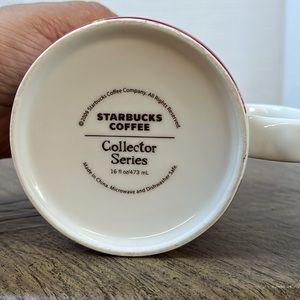 ©2009 Starbucks Coffee Company. All Rights Reserved.
STARBUCKS
COFFEE
Collector
Series
16 fl oz/473 mL
Made in China. Microwave and Dishwasher Safe.